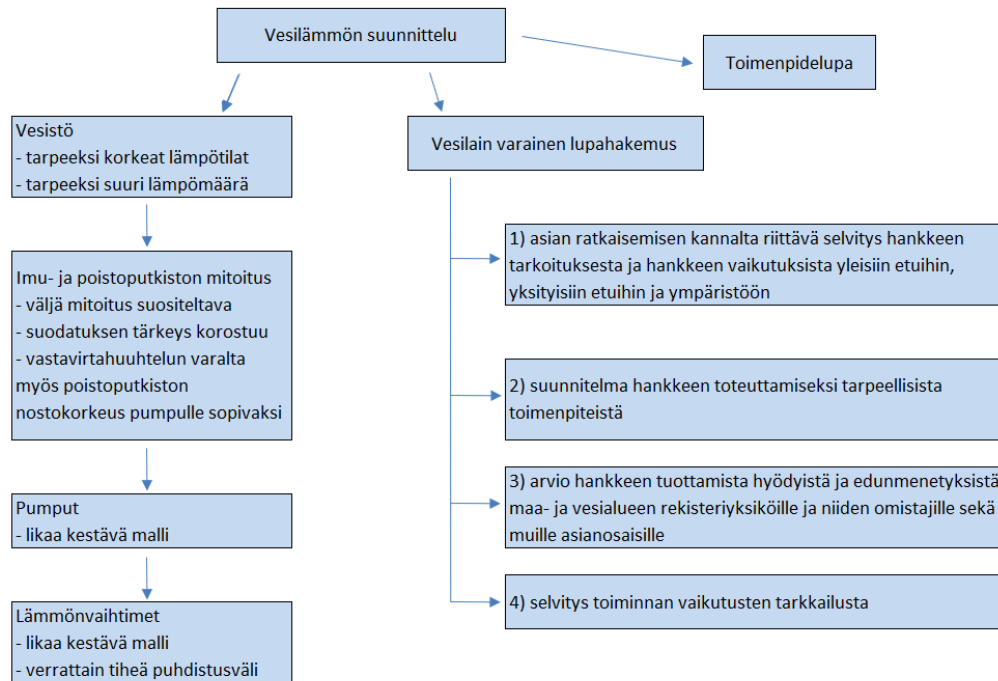 Vesilämmön suunnittelu
Toimenpidelupa
Vesistö
- tarpeeksi korkeat lämpötilat
- tarpeeksi suuri lämpömäärä
Imu- ja poistoputkiston mitoitus
- väljä mitoitus suositeltava
- suodatuksen tärkeys korostuu
- vastavirtahuuhtelun varalta
myös poistoputkiston
nostokorkeus pumpulle sopivaksi
Pumput
- likaa kestävä malli
Lämmönvaihtimet
- likaa kestävä malli
- verrattain tiheä puhdistusväli
Vesilain varainen lupahakemus
1) asian ratkaisemisen kannalta riittävä selvitys hankkeen
tarkoituksesta ja hankkeen vaikutuksista yleisiin etuihin,
yksityisiin etuihin ja ympäristöön
2) suunnitelma hankkeen toteuttamiseksi tarpeellisista
toimenpiteistä
3) arvio hankkeen tuottamista hyödyistä ja edunmenetyksistä
maa- ja vesialueen rekisteriyksiköille ja niiden omistajille sekä
muille asianosaisille
4) selvitys toiminnan vaikutusten tarkkailusta